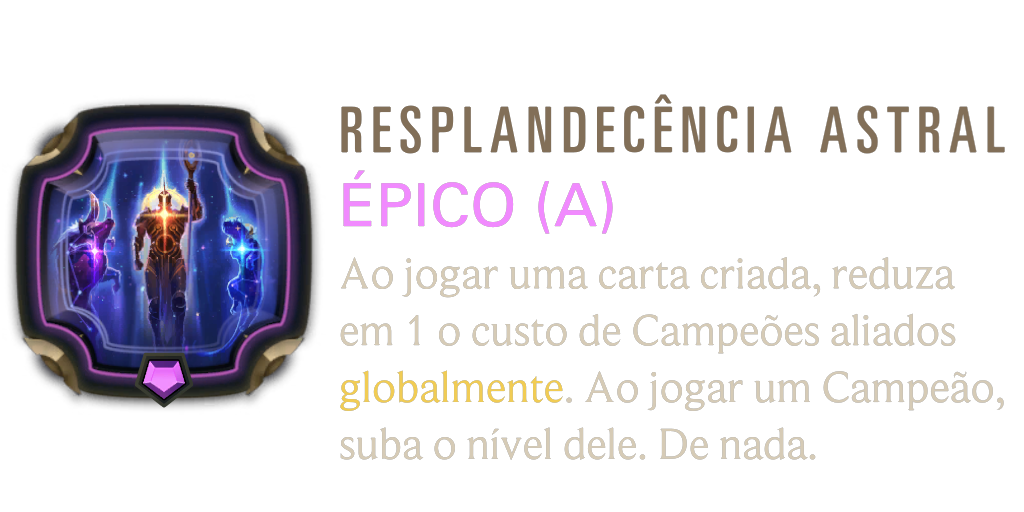 RESPLANDECÊNCIA ASTRAL
ÉPICO (A)
Ao jogar uma carta criada, reduza
em 1 o custo de Campeões aliados
globalmente. Ao jogar um Campeão,
suba o nível dele. De nada.